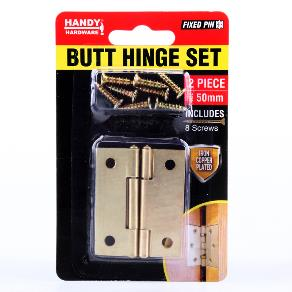 HANDY
HARDWARE
FIXED PIN
BUTT HINGE SET
2 PIECE
50mm
INCLUDES
8 Screws
IRON
COPPER
PLATED